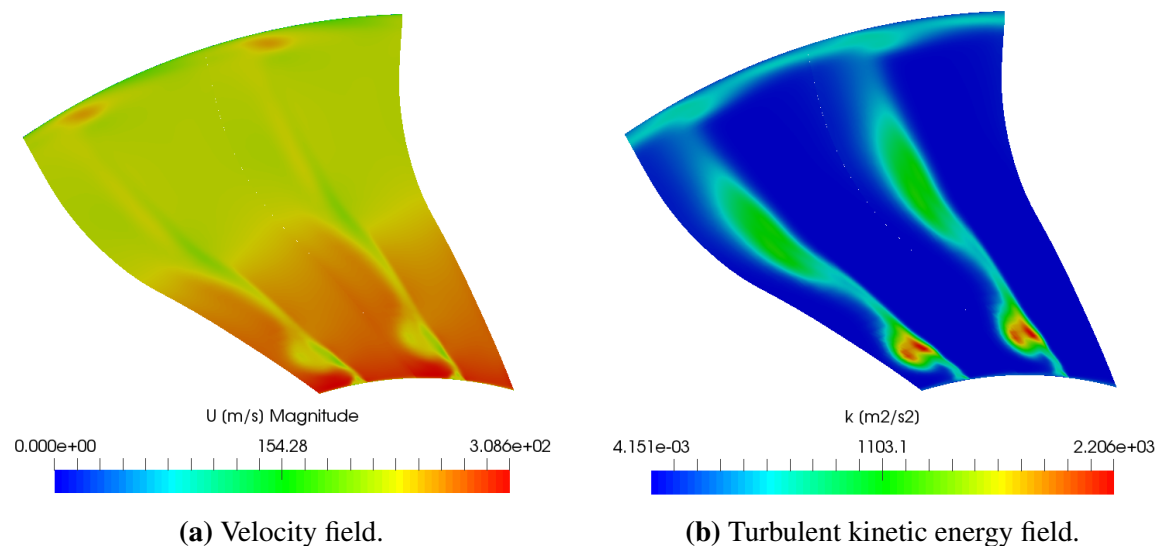 U [m/s] Magnitude
0.000e+00 154.28 3.086e+02
(a) Velocity field.
k [m2/s2]
4.151e-03 1103.1 2.206e+03
(b) Turbulent kinetic energy field.